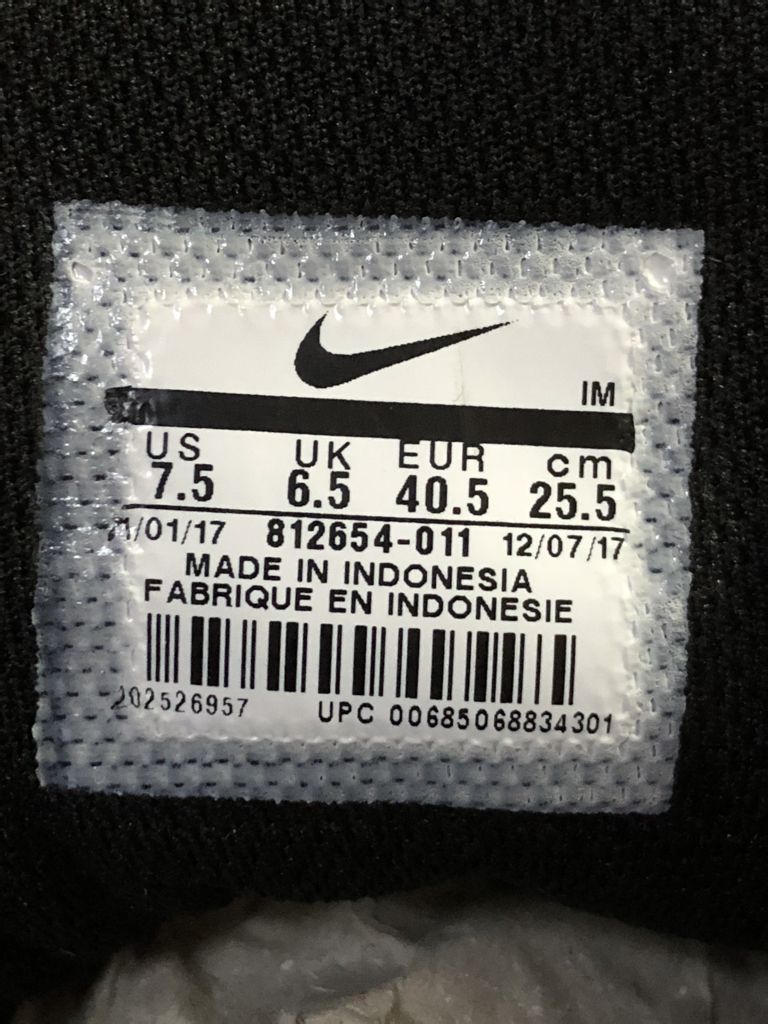 IM
US UK EUR cm
7.5 6.5 40.5 25.5
/01/17 812654-011 12/07/17
MADE IN INDONESIA
FABRIQUE EN INDONESIE
202526957 UPC 00685068834301